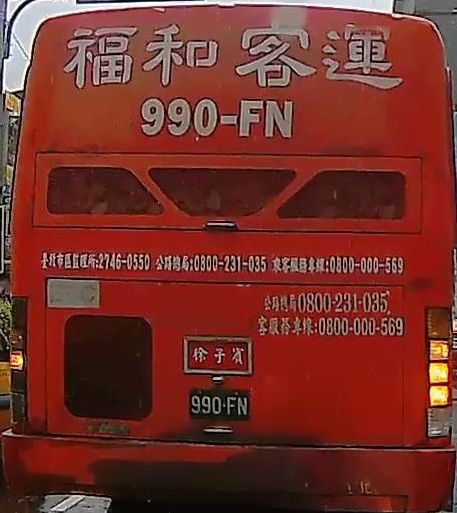 福和客運
990-FN
臺北市區監理所:2746-0550 公路總局:0800-231-035 乘客服務專線:0800-000-569
公路總局0800-231-035
客服務專線:0800-000-569
徐子賓
990-FN